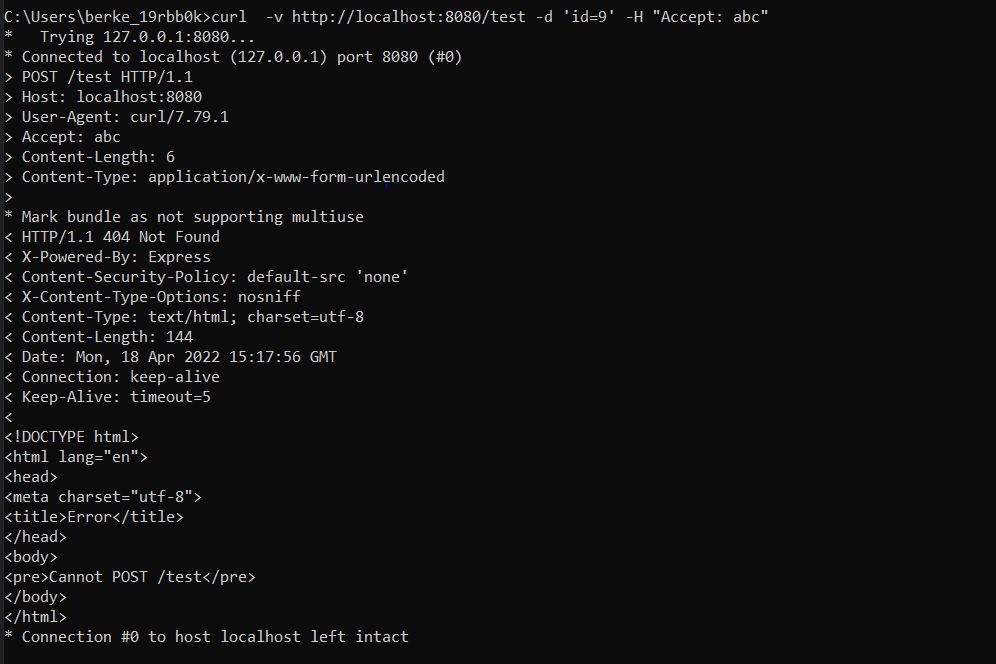 C:\Users\berke_19rbb0k>curl  -v http://localhost:8080/test -d 'id=9' -H "Accept: abc"
*   Trying 127.0.0.1:8080...
* Connected to localhost (127.0.0.1) port 8080 (#0)
> POST /test HTTP/1.1
> Host: localhost:8080
> User-Agent: curl/7.79.1
> Accept: abc
> Content-Length: 6
> Content-Type: application/x-www-form-urlencoded
>
* Mark bundle as not supporting multiuse
< HTTP/1.1 404 Not Found
< X-Powered-By: Express
< Content-Security-Policy: default-src 'none'
< X-Content-Type-Options: nosniff
< Content-Type: text/html; charset=utf-8
< Content-Length: 144
< Date: Mon, 18 Apr 2022 15:17:56 GMT
< Connection: keep-alive
< Keep-Alive: timeout=5
<
<!DOCTYPE html>
<html lang="en">
<head>
<meta charset="utf-8">
<title>Error</title>
</head>
<body>
<pre>Cannot POST /test</pre>
</body>
</html>
* Connection #0 to host localhost left intact